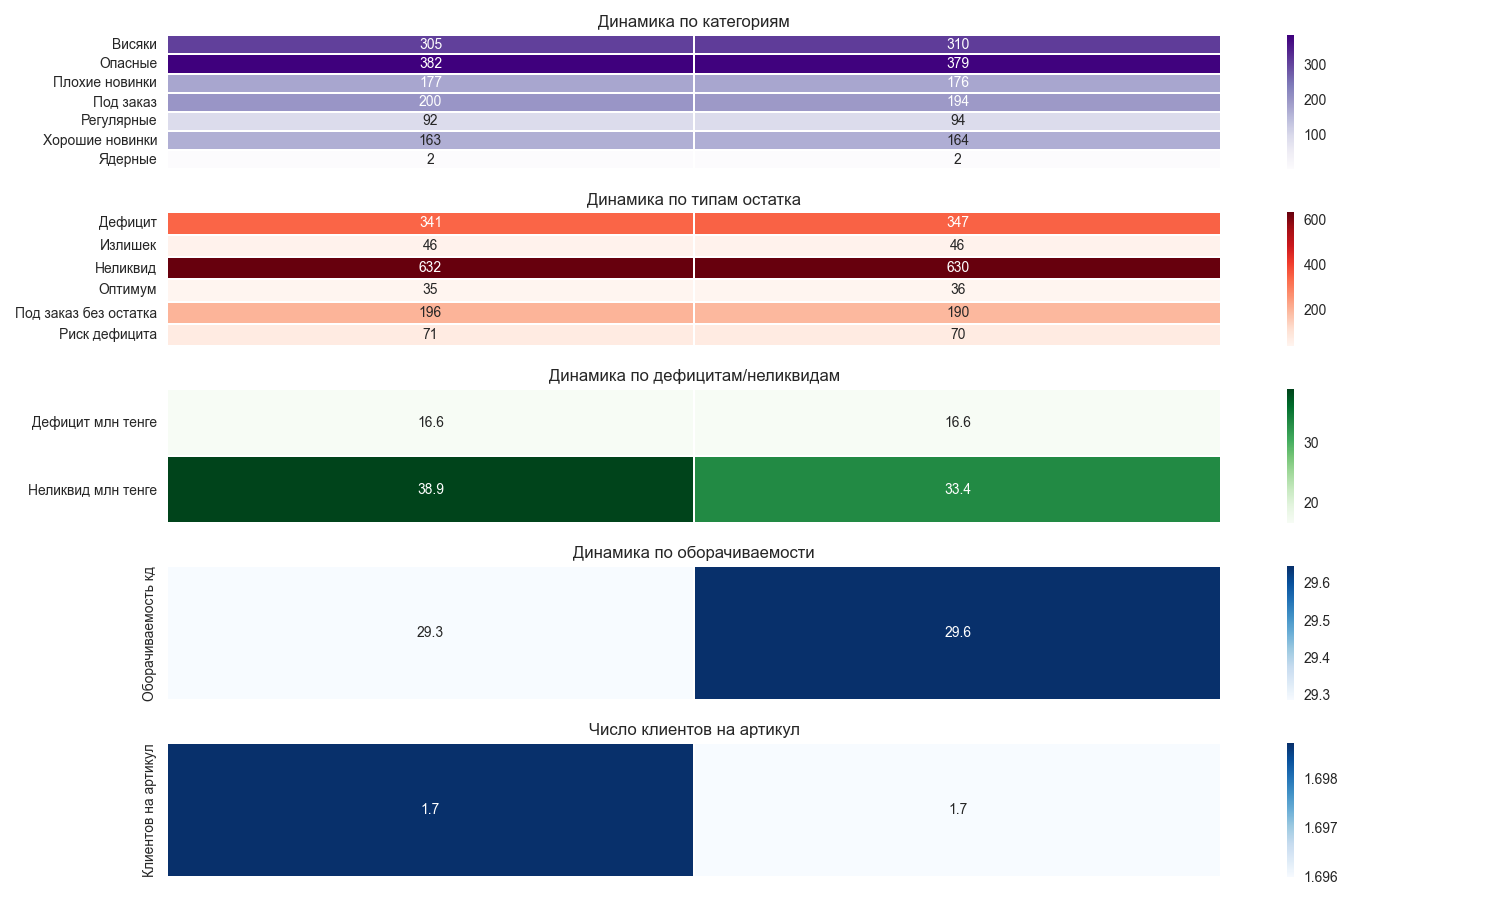 Динамика по категориям
Висяки 305 310
Опасные 382 379
Плохие новинки 177 176
Под заказ 200 194
Регулярные 92 94
Хорошие новинки 163 164
Ядерные 2 2
300
200
100
Динамика по типам остатка
Дефицит 341 347
Излишек 46 46
Неликвид 632 630
Оптимум 35 36
Под заказ без остатка 196 190
Риск дефицита 71 70
600
400
200
Динамика по дефицитам/неликвидам
Дефицит млн тенге 16.6 16.6
Неликвид млн тенге 38.9 33.4
30
20
Динамика по оборачиваемости
Оборачиваемость кд 29.3 29.6
29.6
29.5
29.4
29.3
Число клиентов на артикул
Клиентов на артикул 1.7 1.7
1.698
1.697
1.696